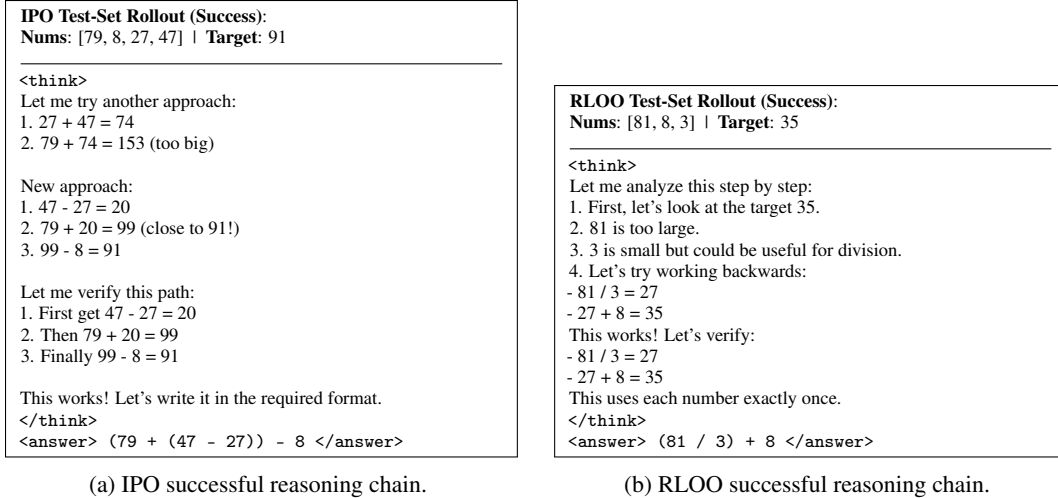 IPO Test-Set Rollout (Success):
Nums: [79, 8, 27, 47] | Target: 91
<think>
Let me try another approach:
1. 27 + 47 = 74
2. 79 + 74 = 153 (too big)
New approach:
1. 47 - 27 = 20
2. 79 + 20 = 99 (close to 91!)
3. 99 - 8 = 91
Let me verify this path:
1. First get 47 - 27 = 20
2. Then 79 + 20 = 99
3. Finally 99 - 8 = 91
This works! Let's write it in the required format.
</think>
<answer> (79 + (47 - 27)) - 8 </answer>
(a) IPO successful reasoning chain.
RLOO Test-Set Rollout (Success):
Nums: [81, 8, 3] | Target: 35
<think>
Let me analyze this step by step:
1. First, let's look at the target 35.
2. 81 is too large.
3. 3 is small but could be useful for division.
4. Let's try working backwards:
- 81 / 3 = 27
- 27 + 8 = 35
This works! Let's verify:
- 81 / 3 = 27
- 27 + 8 = 35
This uses each number exactly once.
</think>
<answer> (81 / 3) + 8 </answer>
(b) RLOO successful reasoning chain.